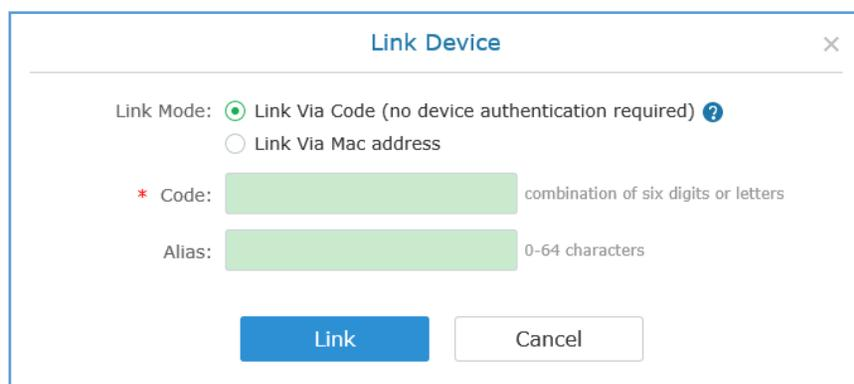 Link Device
Link Mode: Link Via Code (no device authentication required) ?
Link Via Mac address
* Code: combination of six digits or letters
Alias: 0-64 characters
Link Cancel